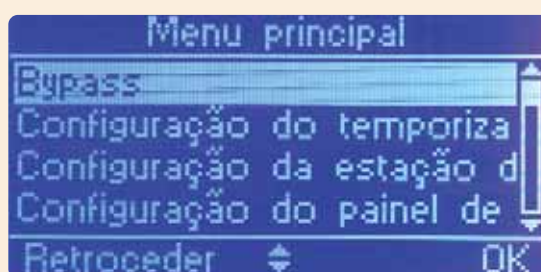 Menu principal
Bypass
Configuração do temporiza
Configuração da estação d
Configuração do painel de
Retroceder OK